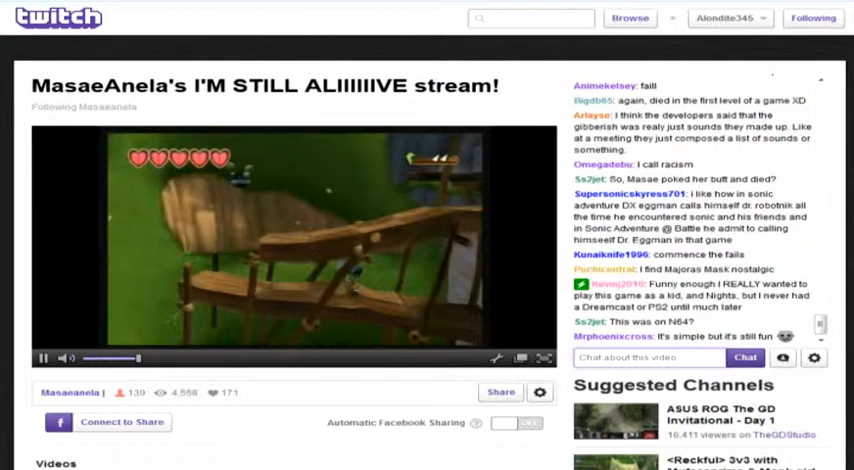 twitch
Browse
Alondite345
Following
MasaeAnela's I'M STILL ALIIIIIIVE stream!
Following Masaeanela
Animekelsey: faill
Bigdb65: again, died in the first level of a game XD
Arlayse: I think the developers said that the
gibberish was realy just sounds they made up. Like
at a meeting they just composed a list of sounds or
something.
Omegadebu: I call racism
Ss2jet: So, Masae poked her butt and died?
Supersonicskyress701: i like how in sonic
adventure DX eggman calls himself dr. robotnik all
the time he encountered sonic and his friends and
in Sonic Adventure @ Battle he admit to calling
himseelf Dr. Eggman in that game
Kunaiknife1996: commence the fails
Puchicentral: I find Majoras Mask nostalgic
Kevmj2010: Funny enough I REALLY wanted to
play this game as a kid, and Nights, but I never had
a Dreamcast or PS2 until much later
Ss2jet: This was on N64?
Mrphoenixcross: It's simple but it's still fun
Chat about this video
Chat
Masaeanela |
139
4,556
171
Share
Connect to Share
Automatic Facebook Sharing
OFF
Videos
Suggested Channels
ASUS ROG The GD
Invitational - Day 1
16,411 viewers on TheGDStudio
<Reckful> 3v3 with